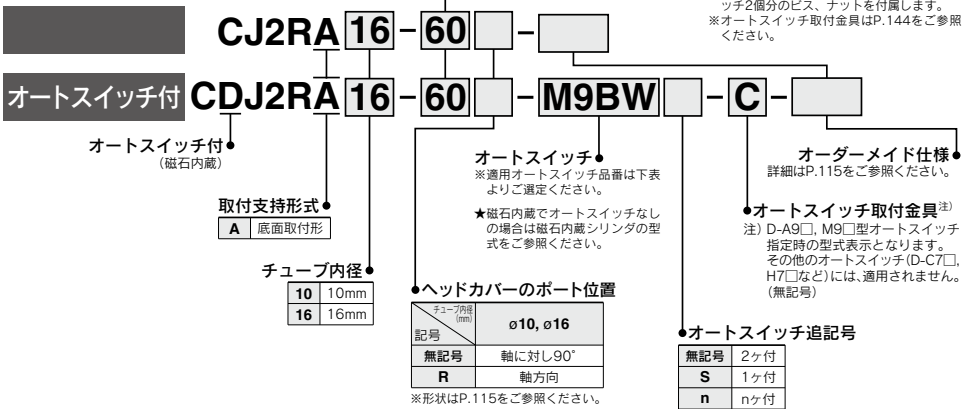 ッチ2個分のビス、ナットを付属します。
※オートスイッチ取付金具はP.144をご参照
ください。
CJ2RA 16 - 60 -
オートスイッチ付 CDJ2RA 16 - 60 - M9BW - C -
オートスイッチ付
(磁石内蔵)
取付支持形式
A 底面取付形
チューブ内径
10 10mm
16 16mm
オートスイッチ
※適用オートスイッチ品番は下表
よりご選定ください。
★磁石内蔵でオートスイッチなし
の場合は磁石内蔵シリンダの型
式をご参照ください。
ヘッドカバーのポート位置
チューブ内径
(mm)
記号
ø10, ø16
無記号 軸に対し90°
R 軸方向
※形状はP.115をご参照ください。
オーダーメイド仕様
詳細はP.115をご参照ください。
オートスイッチ取付金具注)
注) D-A9□, M9□型オートスイッチ
指定時の型式表示となります。
その他のオートスイッチ(D-C7□,
H7□など)には、適用されません。
(無記号)
オートスイッチ追記号
無記号 2ヶ付
S 1ヶ付
n nヶ付